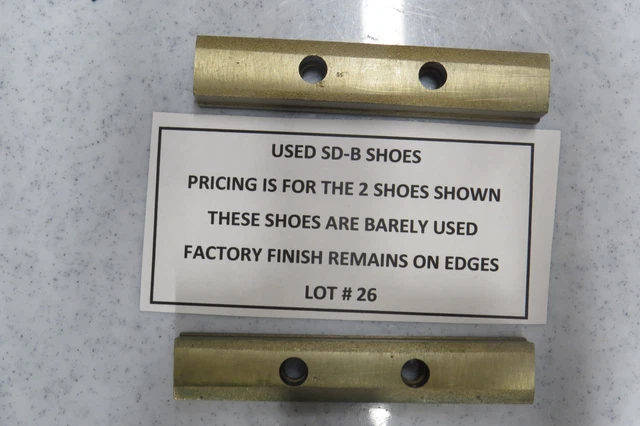 USED SD-B SHOES
PRICING IS FOR THE 2 SHOES SHOWN
THESE SHOES ARE BARELY USED
FACTORY FINISH REMAINS ON EDGES
LOT # 26